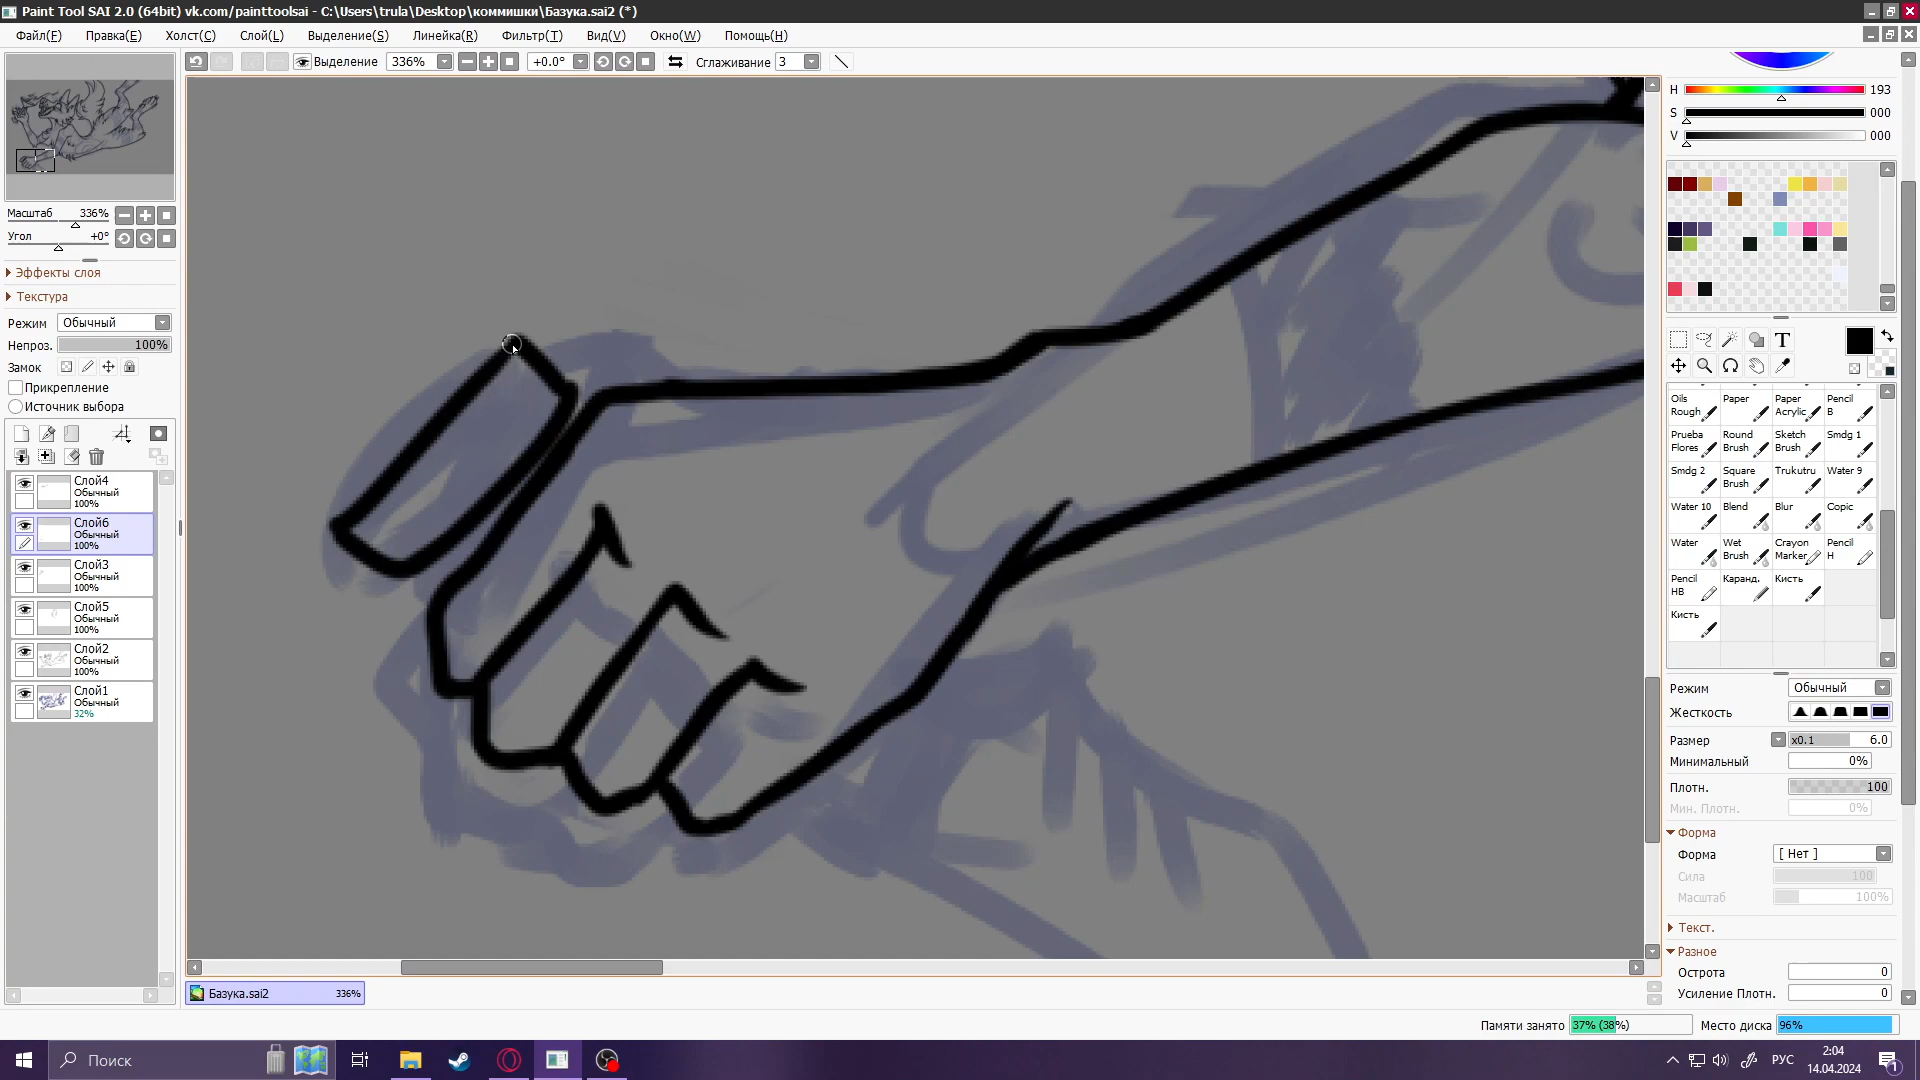 Paint Tool SAI 2.0 (64bit) vk.com/painttoolsai - C:\Users\trula\Desktop\коммишки\Базука.sai2 (*)
Файл(F) Правка(E) Холст(C) Слой(L) Выделение(S) Линейка(R) Фильтр(T) Вид(V) Окно(W) Помощь(H)
Выделение 336% +0.0° Сглаживание 3
H 193
S 000
V 000
Масштаб 336%
Угол +0°
Эффекты слоя
Текстура
Режим Обычный
Непроз. 100%
Замок
Прикрепление
Источник выбора
Слой4
Обычный
100%
Слой6
Обычный
100%
Слой3
Обычный
100%
Слой5
Обычный
100%
Слой2
Обычный
100%
Слой1
Обычный
32%
T
Oils Rough
Paper
Paper Acrylic
Pencil B
Prueba Flores
Round Brush
Sketch Brush
Smdg 1
Smdg 2
Square Brush
Trukutru
Water 9
Water 10
Blend
Blur
Copic
Water
Wet Brush
Crayon Marker
Pencil H
Pencil HB
Каранд.
Кисть
Кисть
Режим Обычный
Жесткость
Размер x0.1 6.0
Минимальный 0%
Плотн. 100
Мин. Плотн. 0%
Форма
Форма [ Нет ]
Сила 100
Масштаб 100%
Текст.
Разное
Острота 0
Усиление Плотн. 0
Базука.sai2 336%
Памяти занято 37% (38%) Место диска 96%
Поиск
РУС
2:04
14.04.2024
1